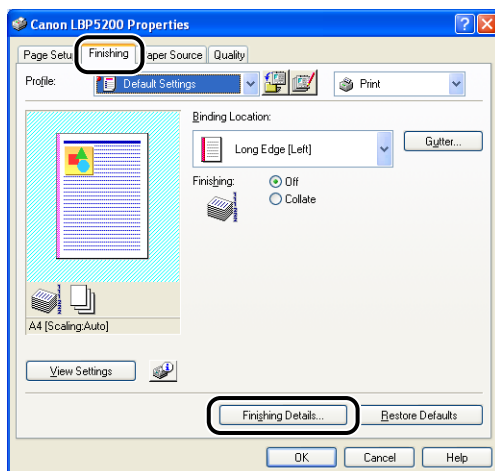 Canon LBP5200 Properties
Page Setu Finishing aper Source Quality
Profile: Default Settings Print
Binding Location:
Long Edge [Left] Gutter...
Finishing: Off
Collate
A4 [Scaling:Auto]
View Settings
Finishing Details... Restore Defaults
OK Cancel Help